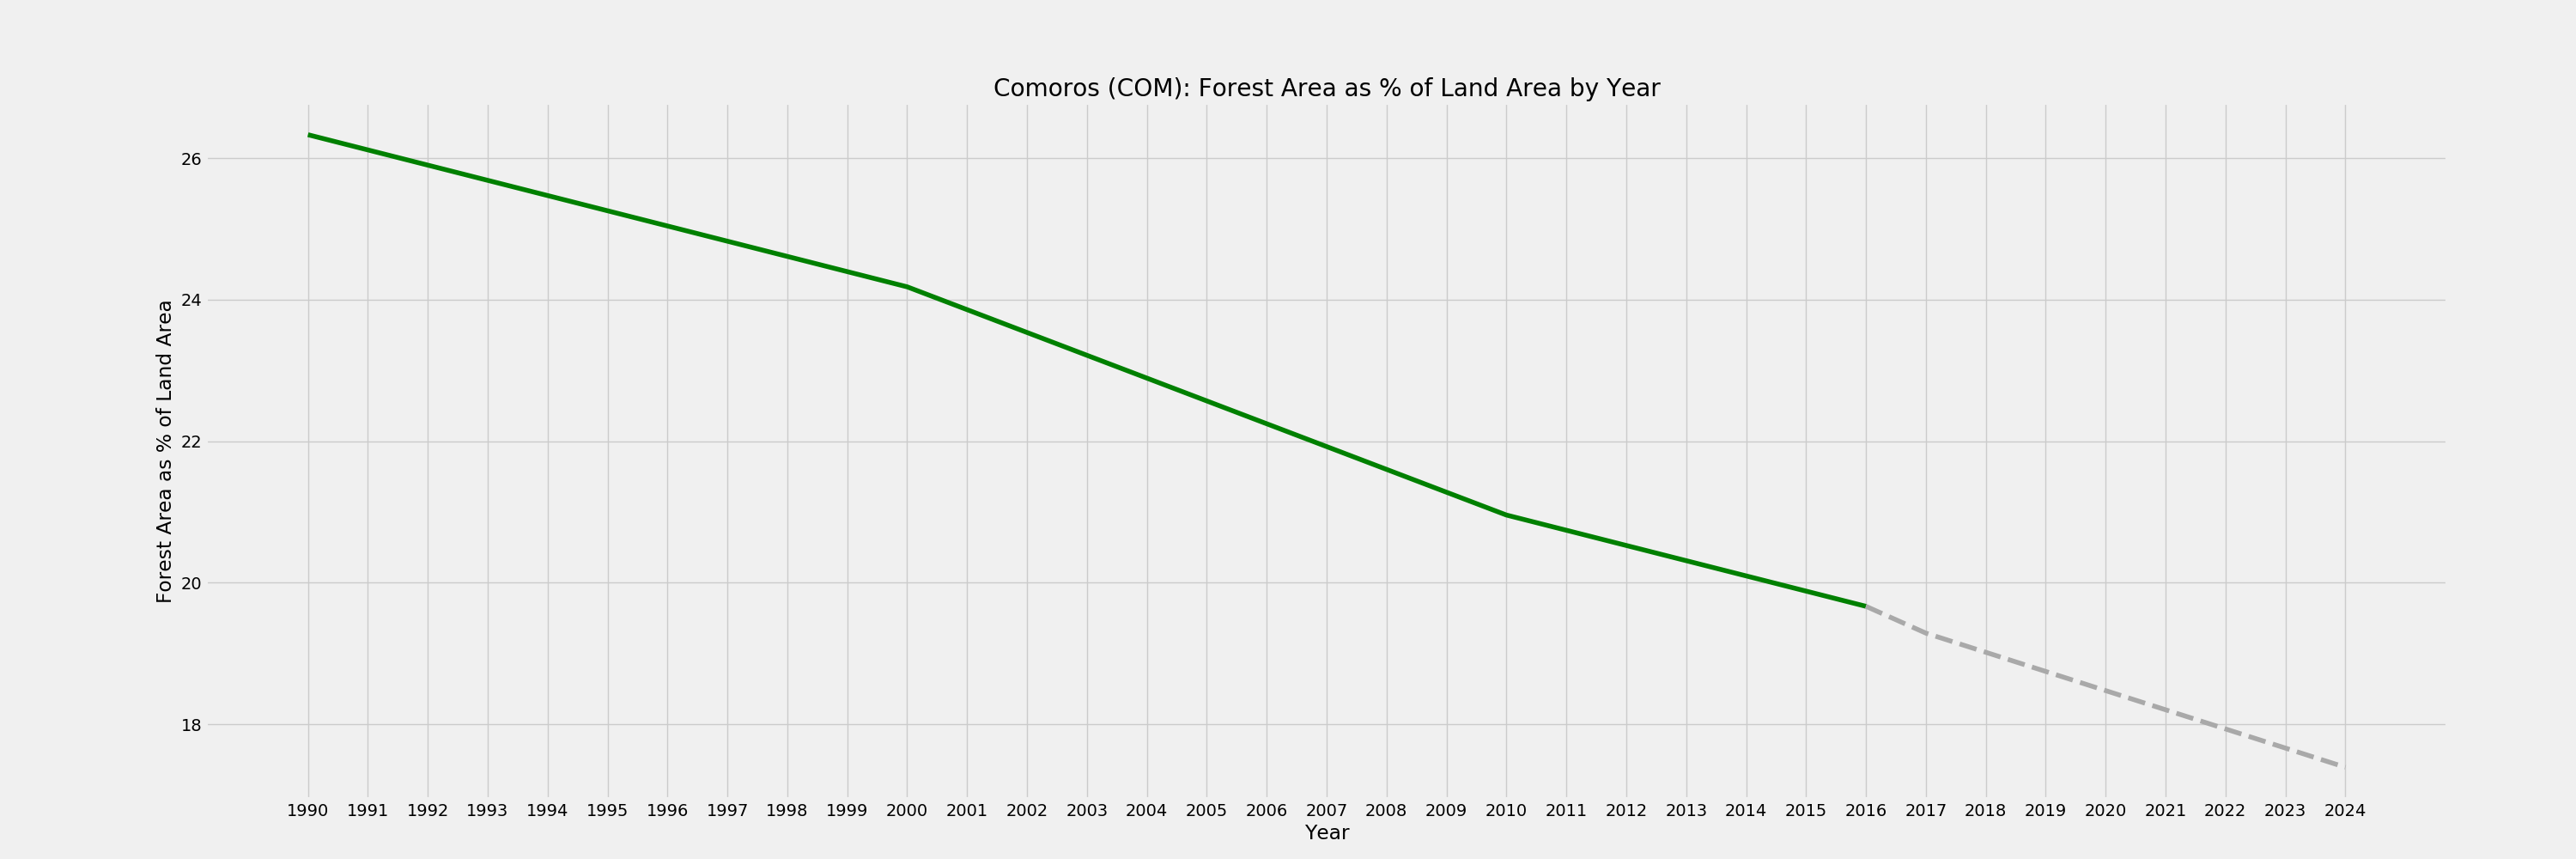 Comoros (COM): Forest Area as % of Land Area by Year
Forest Area as % of Land Area
26
24
22
20
18
1990 1991 1992 1993 1994 1995 1996 1997 1998 1999 2000 2001 2002 2003 2004 2005 2006 2007 2008 2009 2010 2011 2012 2013 2014 2015 2016 2017 2018 2019 2020 2021 2022 2023 2024
Year